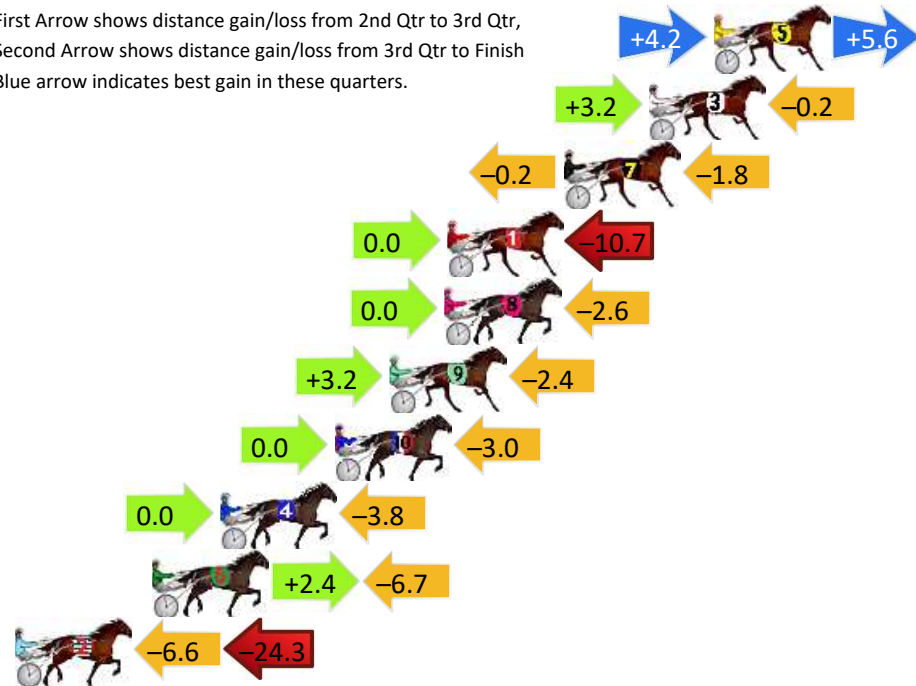 First Arrow shows distance gain/loss from 2nd Qtr to 3rd Qtr,
Second Arrow shows distance gain/loss from 3rd Qtr to Finish
Blue arrow indicates best gain in these quarters.
+4.2 5 +5.6
+3.2 3 –0.2
–0.2 7 –1.8
0.0 1 –10.7
0.0 8 –2.6
+3.2 9 –2.4
0.0 10 –3.0
0.0 4 –3.8
+2.4 –6.7
2 –6.6 –24.3